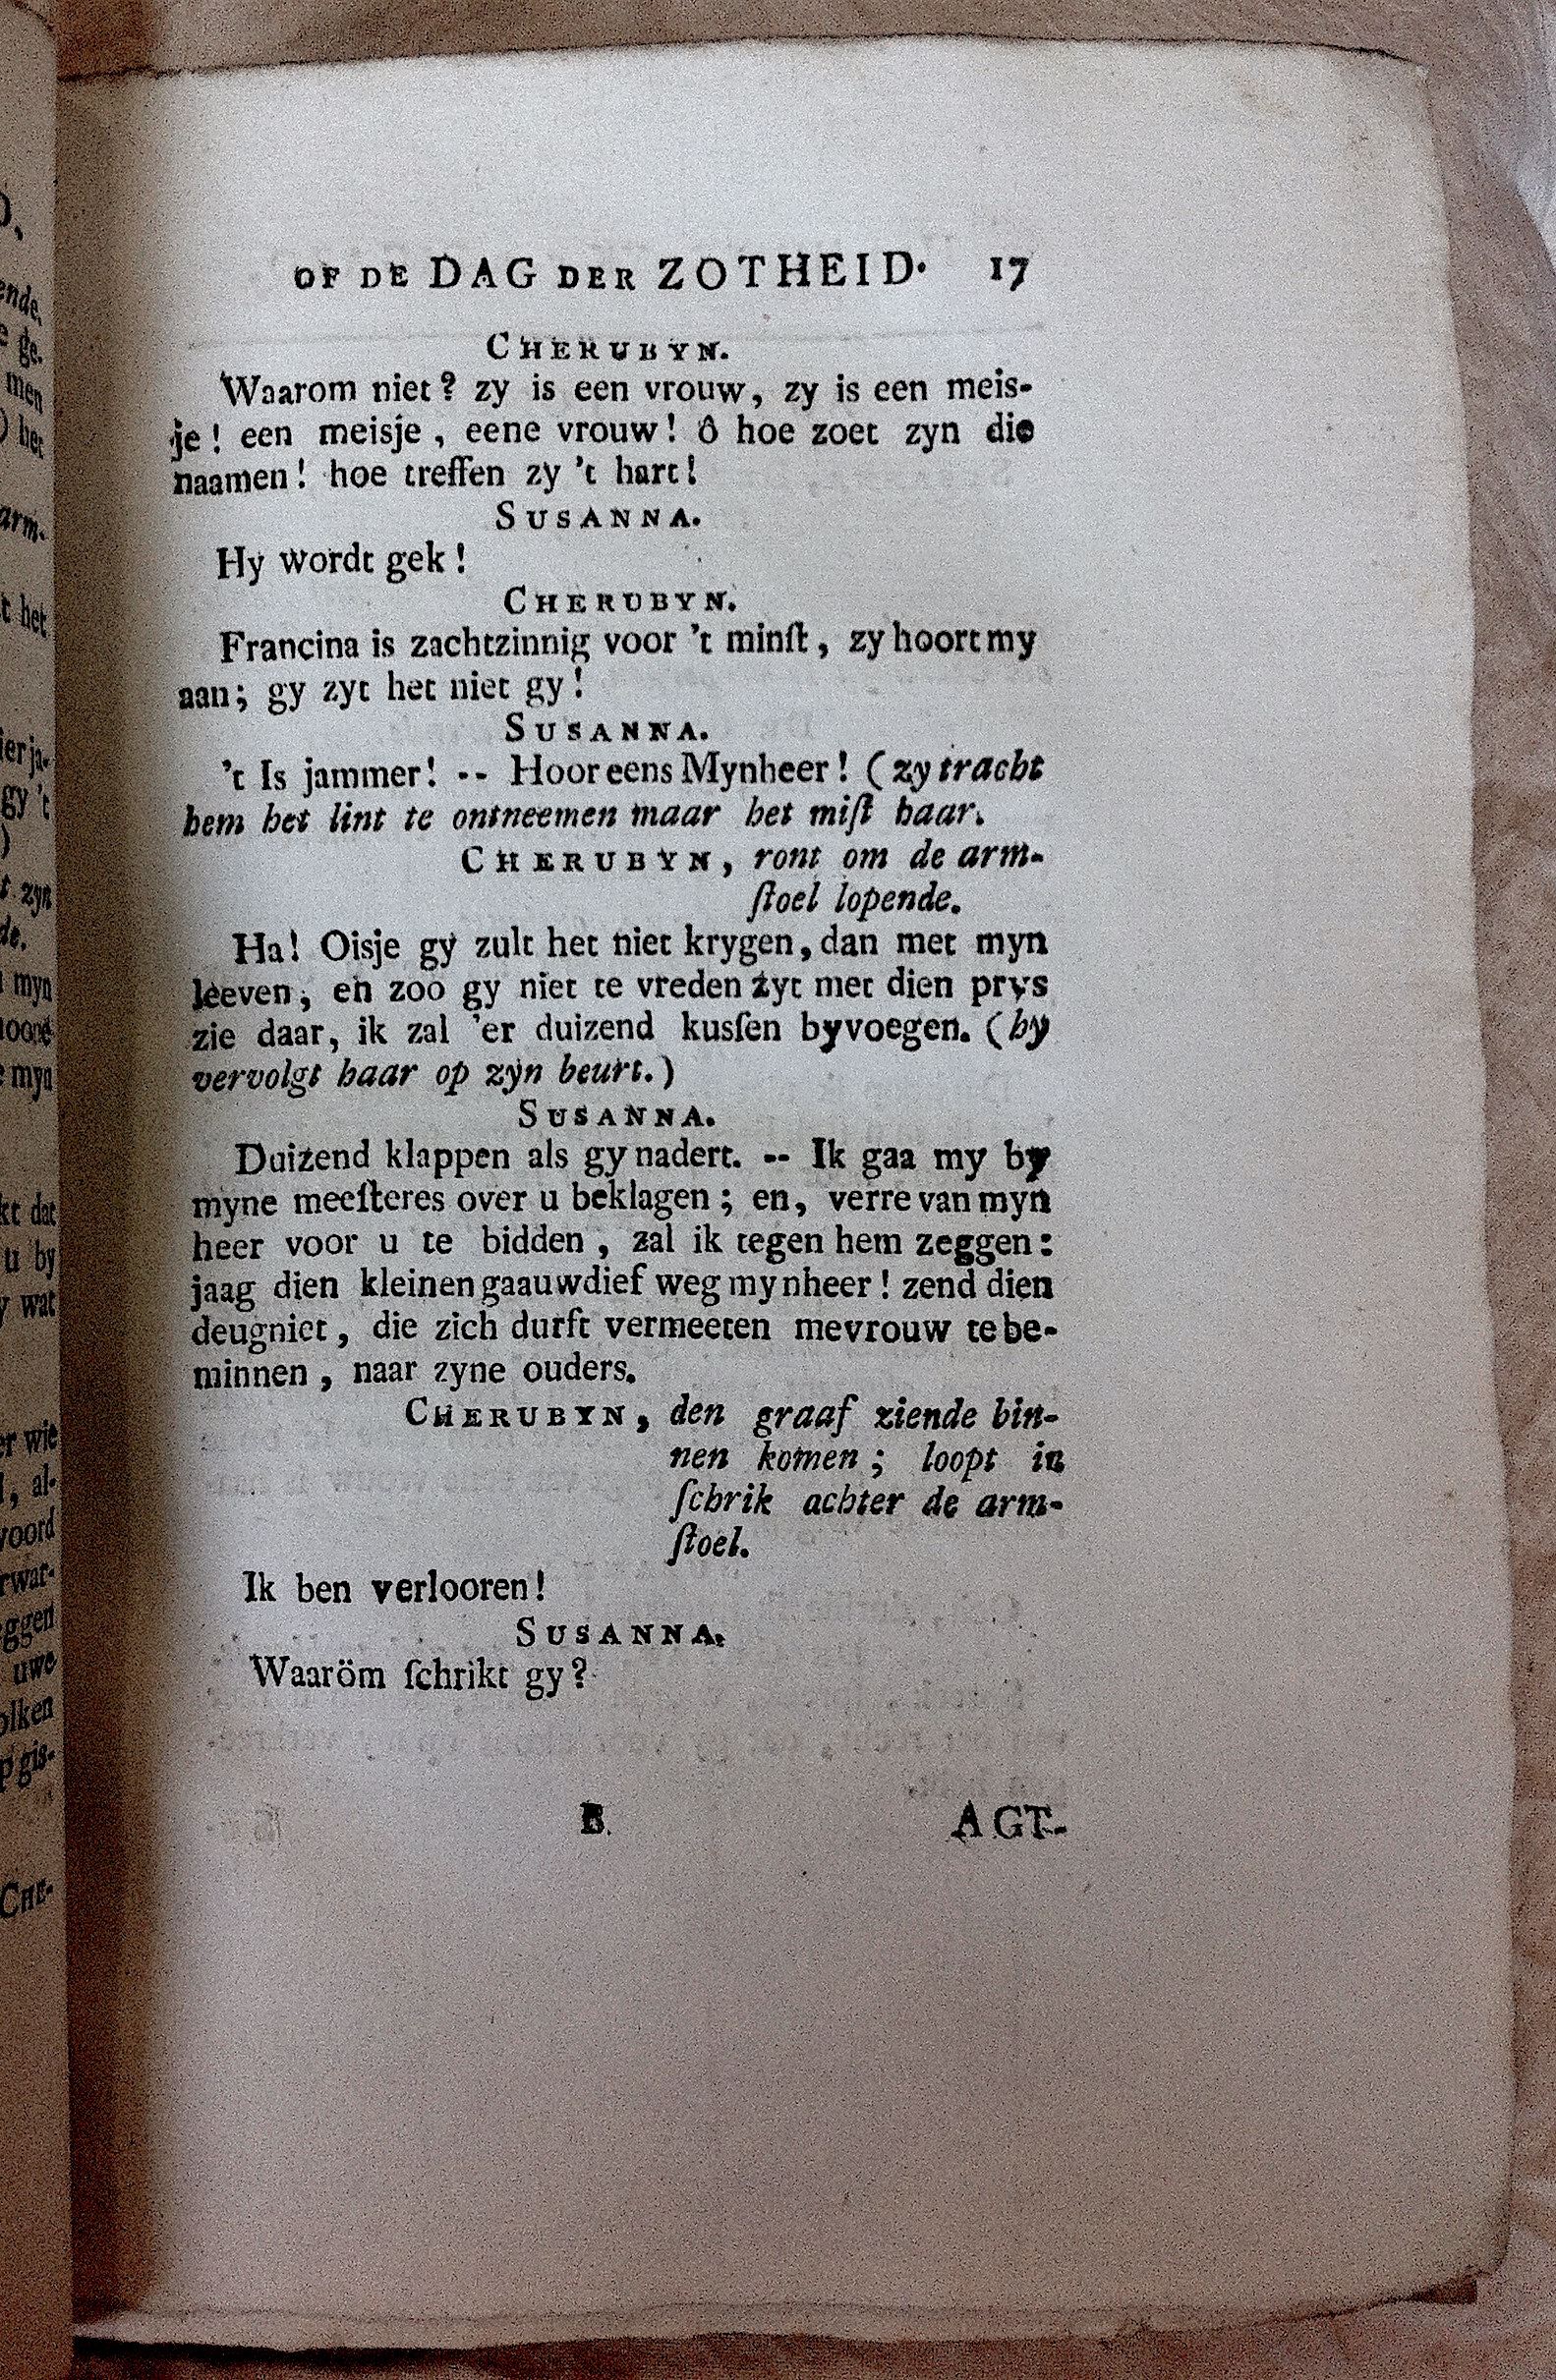 OF DE DAG DER ZOTHEID. 17
CHERUBYN.
Waarom niet? zy is een vrouw, zy is een meis-
je! een meisje, eene vrouw! ô hoe zoet zyn die
naamen! hoe treffen zy 't hart!
SUSANNA.
Hy wordt gek!
CHERUBYN.
Francina is zachtzinnig voor 't minſt, zy hoort my
aan; gy zyt het niet gy!
SUSANNA.
't Is jammer! -- Hoor eens Mynheer! (zy tracht
hem het lint te ontneemen maar het miſt haar.
CHERUBYN, ront om de arm-
ſtoel lopende.
Ha! Oisje gy zult het niet krygen, dan met myn
leeven, en zoo gy niet te vreden zyt met dien prys
zie daar, ik zal 'er duizend kusſen byvoegen. (hy
vervolgt haar op zyn beurt.)
SUSANNA.
Duizend klappen als gy nadert. -- Ik gaa my by
myne meeſteres over u beklagen; en, verre van myn
heer voor u te bidden, zal ik tegen hem zeggen:
jaag dien kleinen gaauwdief weg mynheer! zend dien
deugniet, die zich durft vermeeten mevrouw te be-
minnen, naar zyne ouders.
CHERUBYN, den graaf ziende bin-
nen komen; loopt in
ſchrik achter de arm-
ſtoel.
Ik ben verlooren!
SUSANNA.
Waaröm ſchrikt gy?
B. AGT-